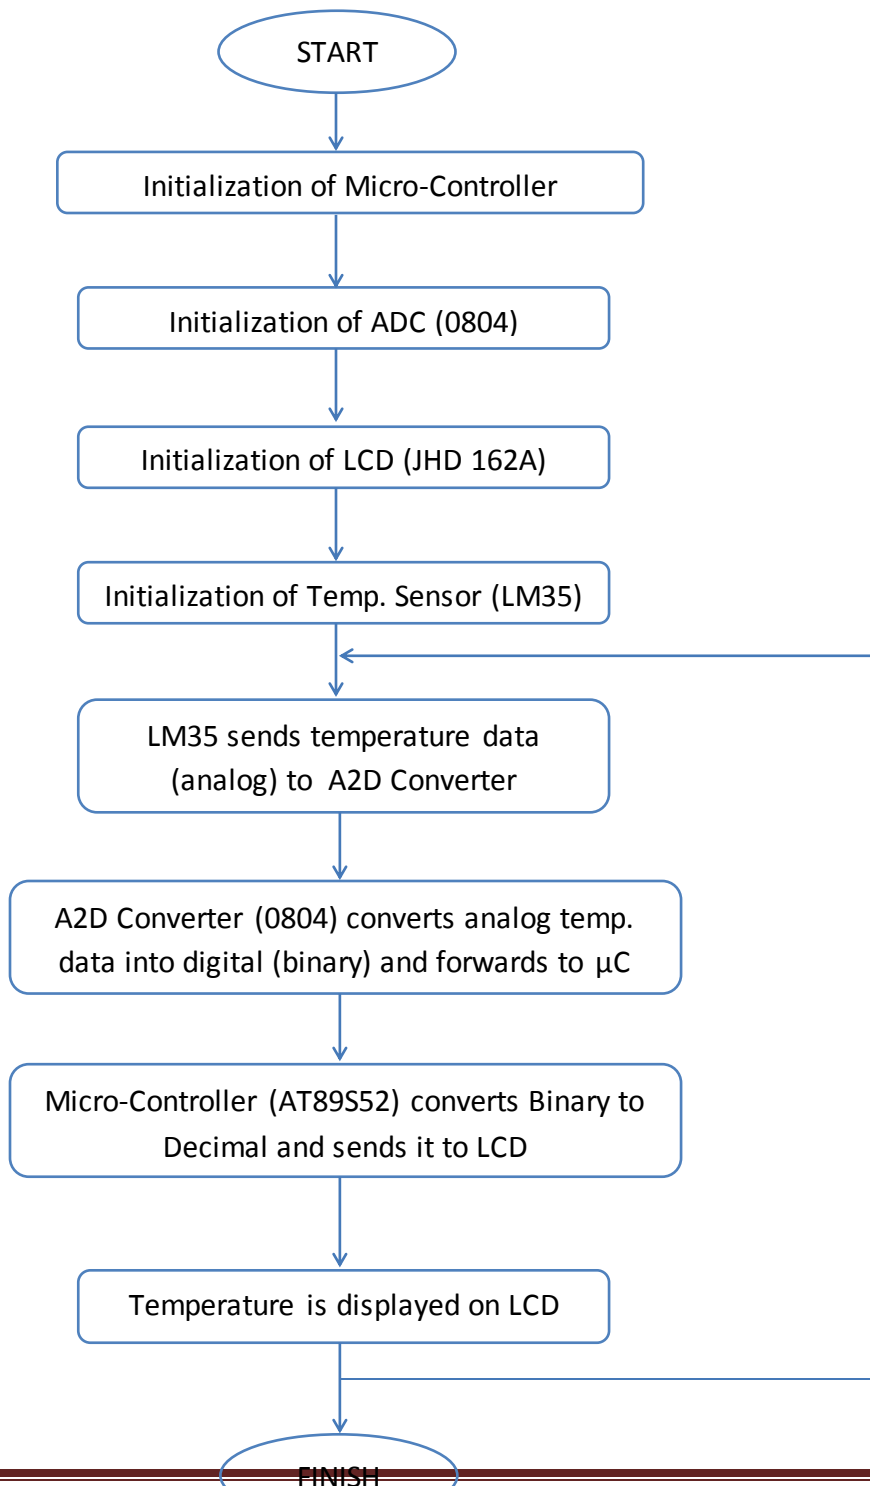 START
Initialization of Micro-Controller
Initialization of ADC (0804)
Initialization of LCD (JHD 162A)
Initialization of Temp. Sensor (LM35)
LM35 sends temperature data
(analog) to A2D Converter
A2D Converter (0804) converts analog temp.
data into digital (binary) and forwards to µC
Micro-Controller (AT89S52) converts Binary to
Decimal and sends it to LCD
Temperature is displayed on LCD
FINISH